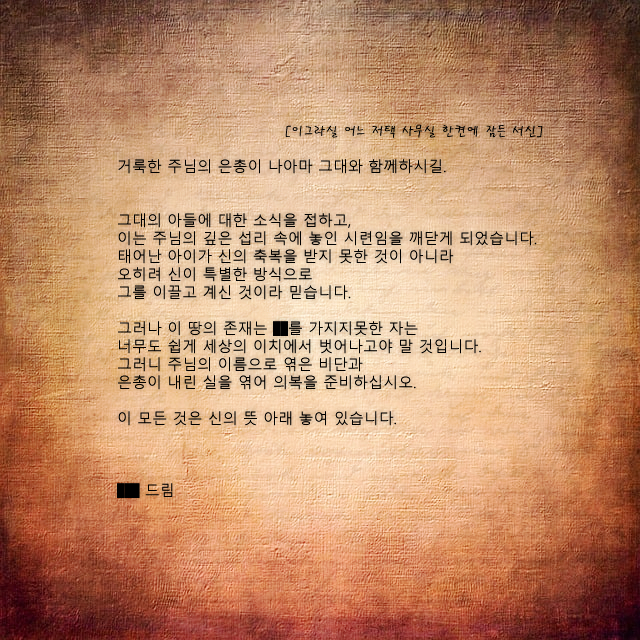 [이그라실 어느 저택 사무실 한켠에 잠든 서신]
거룩한 주님의 은총이 나아마 그대와 함께하시길.
그대의 아들에 대한 소식을 접하고,
이는 주님의 깊은 섭리 속에 놓인 시련임을 깨닫게 되었습니다.
태어난 아이가 신의 축복을 받지 못한 것이 아니라
오히려 신이 특별한 방식으로
그를 이끌고 계신 것이라 믿습니다.
그러나 이 땅의 존재는 ██를 가지지못한 자는
너무도 쉽게 세상의 이치에서 벗어나고야 말 것입니다.
그러니 주님의 이름으로 엮은 비단과
은총이 내린 실을 엮어 의복을 준비하십시오.
이 모든 것은 신의 뜻 아래 놓여 있습니다.
███ 드림